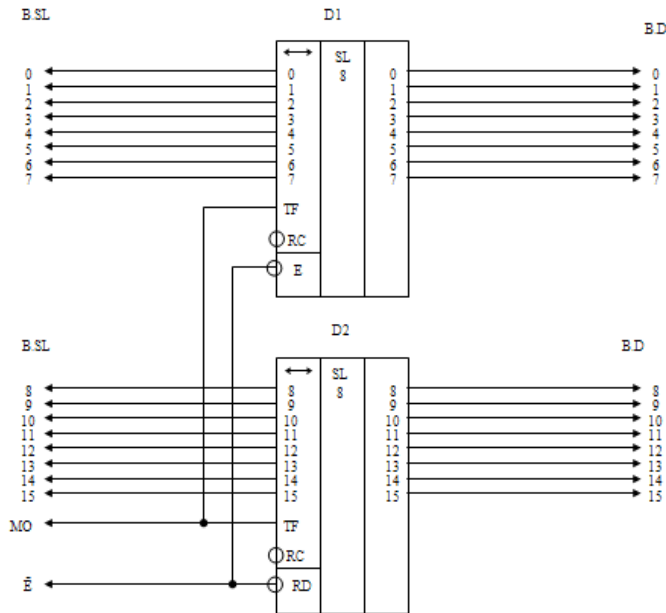 B.SL D1 B.D
SL
0 0 8 0 0
1 1 1 1
2 2 2 2
3 3 3 3
4 4 4 4
5 5 5 5
6 6 6 6
7 7 7 7
TF
RC
E
D2
B.SL B.D
SL
8 8 8 8 8
9 9 9 9
10 10 10 10
11 11 11 11
12 12 12 12
13 13 13 13
14 14 14 14
15 15 15 15
MO TF
RC
Ē RD